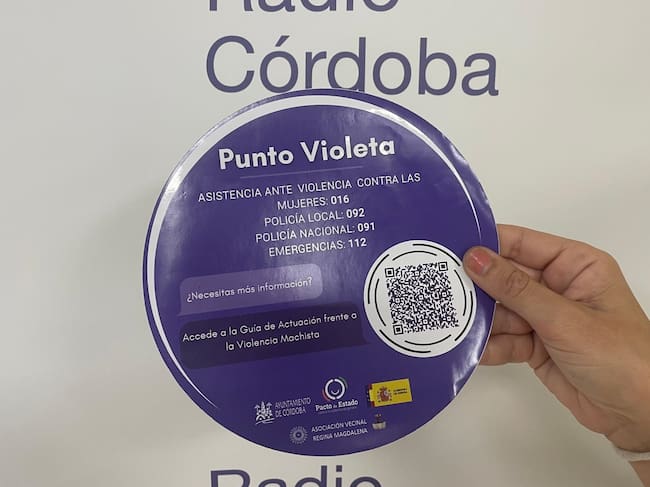 Radio
Córdoba
Punto Violeta
ASISTENCIA ANTE VIOLENCIA CONTRA LAS
MUJERES: 016
POLICÍA LOCAL: 092
POLICÍA NACIONAL: 091
EMERGENCIAS: 112
¿Necesitas más información?
Accede a la Guía de Actuación frente a
la Violencia Machista
AYUNTAMIENTO
DE CÓRDOBA
Pacto de Estado
ASOCIACIÓN VECINAL
REGINA MAGDALENA
Radio